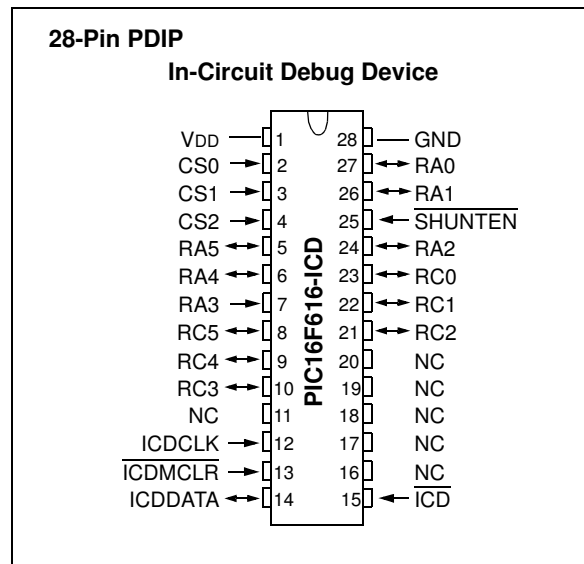 28-Pin PDIP
In-Circuit Debug Device
VDD 1 28 GND
CS0 2 27 RA0
CS1 3 26 RA1
CS2 4 25 SHUNTEN
RA5 5 24 RA2
RA4 6 23 RC0
RA3 7 22 RC1
RC5 8 21 RC2
RC4 9 20 NC
RC3 10 19 NC
NC 11 18 NC
ICDCLK 12 17 NC
ICDMCLR 13 16 NC
ICDDATA 14 15 ICD
PIC16F616-ICD